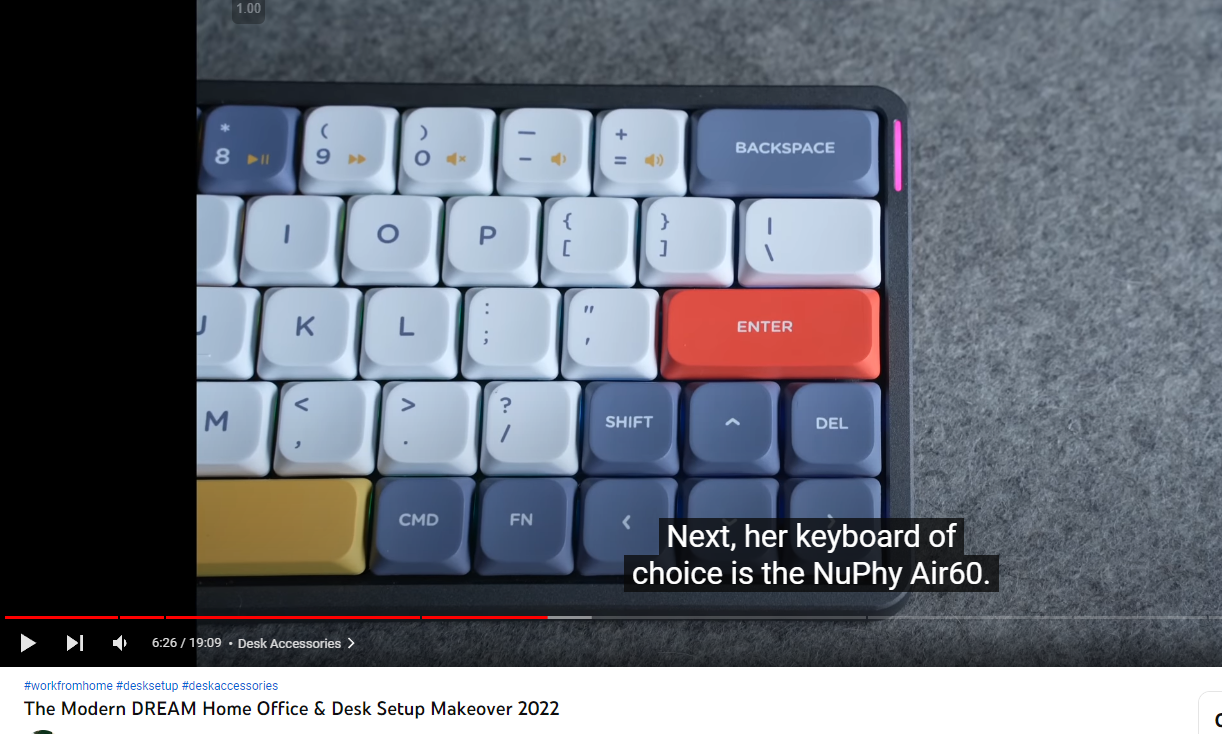 1.00
* ( ) — +
8 9 0 - = BACKSPACE
I O P { } |
[ ] \
J K L : " ENTER
; '
M < > ? SHIFT ^ DEL
, . /
CMD FN <
Next, her keyboard of
choice is the NuPhy Air60.
6:26 / 19:09 • Desk Accessories >
#workfromhome #desksetup #deskaccessories
The Modern DREAM Home Office & Desk Setup Makeover 2022